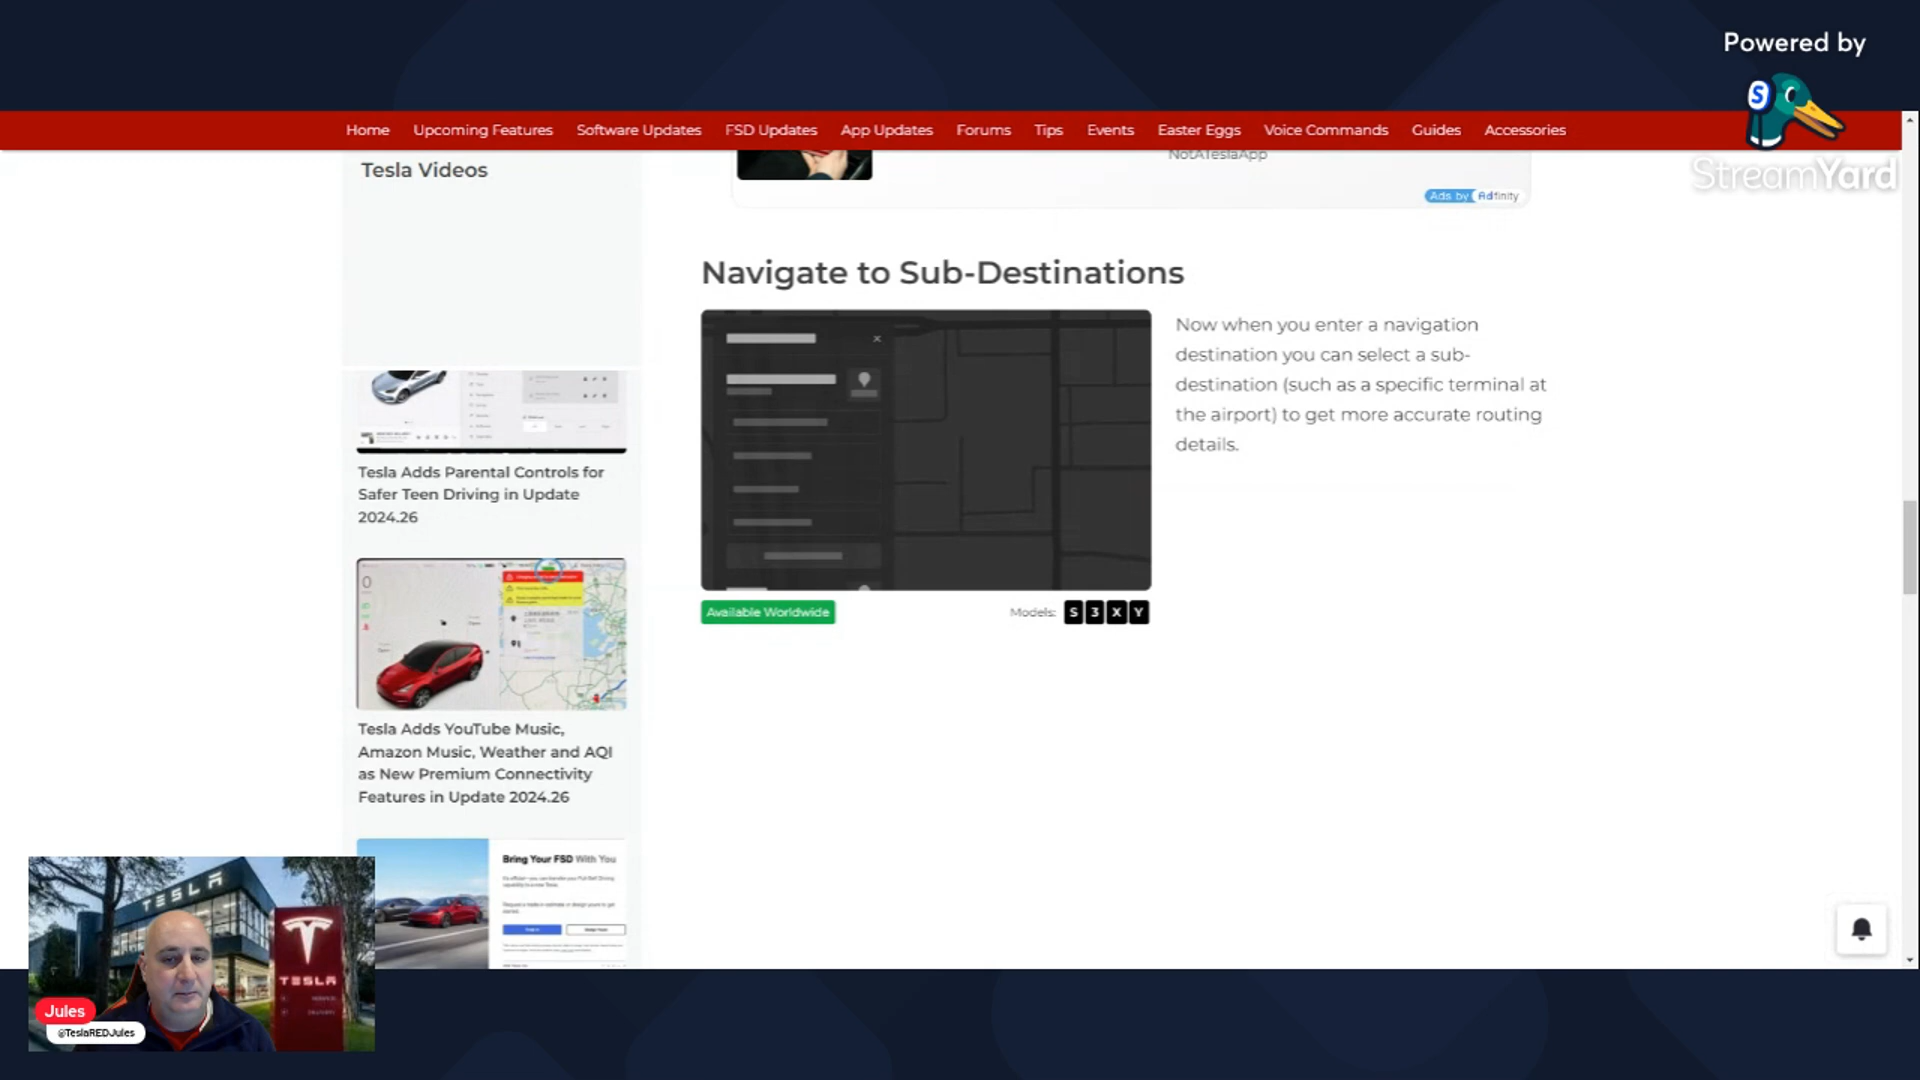 Powered by
StreamYard
Home Upcoming Features Software Updates FSD Updates App Updates Forums Tips Events Easter Eggs Voice Commands Guides Accessories
Tesla Videos
NotATeslaApp
Ads by Adfinity
Navigate to Sub-Destinations
Now when you enter a navigation
destination you can select a sub-
destination (such as a specific terminal at
the airport) to get more accurate routing
details.
Available Worldwide
Models: S 3 X Y
Tesla Adds Parental Controls for
Safer Teen Driving in Update
2024.26
Tesla Adds YouTube Music,
Amazon Music, Weather and AQI
as New Premium Connectivity
Features in Update 2024.26
Bring Your FSD With You
TESLA
TESLA
Jules
@TeslaREDJules